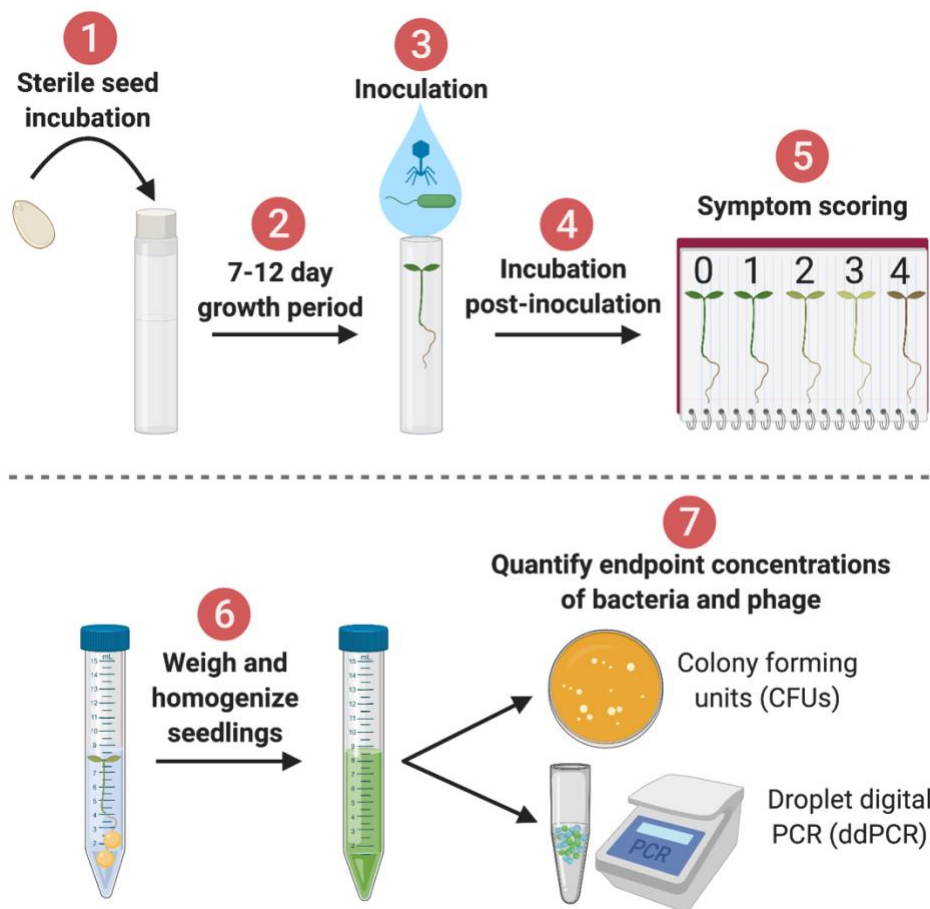 1
Sterile seed
incubation
2
7-12 day
growth period
3
Inoculation
4
Incubation
post-inoculation
5
Symptom scoring
0 1 2 3 4
6
Weigh and
homogenize
seedlings
7
Quantify endpoint concentrations
of bacteria and phage
Colony forming
units (CFUs)
Droplet digital
PCR (ddPCR)
PCR